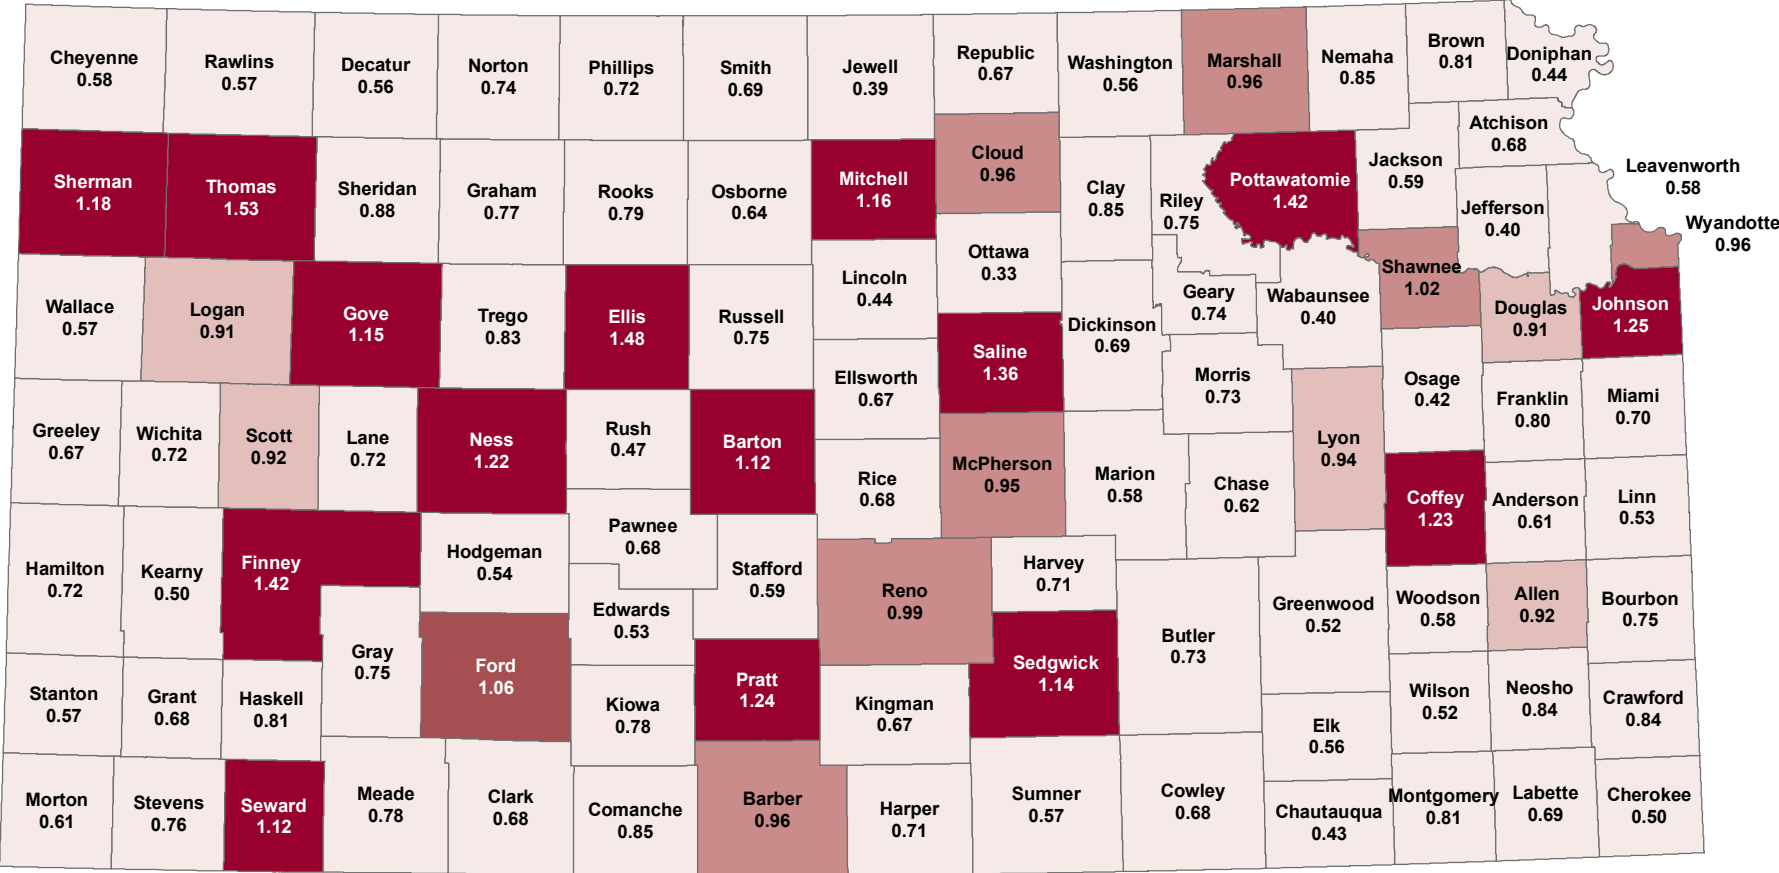 Cheyenne
0.58
Rawlins
0.57
Decatur
0.56
Norton
0.74
Phillips
0.72
Smith
0.69
Jewell
0.39
Republic
0.67
Washington
0.56
Marshall
0.96
Nemaha
0.85
Brown
0.81
Doniphan
0.44
Sherman
1.18
Thomas
1.53
Sheridan
0.88
Graham
0.77
Rooks
0.79
Osborne
0.64
Mitchell
1.16
Cloud
0.96
Clay
0.85
Riley
0.75
Pottawatomie
1.42
Jackson
0.59
Atchison
0.68
Jefferson
0.40
Leavenworth
0.58
Wyandotte
0.96
Wallace
0.57
Logan
0.91
Gove
1.15
Trego
0.83
Ellis
1.48
Russell
0.75
Lincoln
0.44
Ottawa
0.33
Saline
1.36
Dickinson
0.69
Geary
0.74
Wabaunsee
0.40
Shawnee
1.02
Douglas
0.91
Johnson
1.25
Greeley
0.67
Wichita
0.72
Scott
0.92
Lane
0.72
Ness
1.22
Rush
0.47
Barton
1.12
Ellsworth
0.67
Rice
0.68
McPherson
0.95
Marion
0.58
Morris
0.73
Chase
0.62
Lyon
0.94
Osage
0.42
Franklin
0.80
Miami
0.70
Coffey
1.23
Anderson
0.61
Linn
0.53
Hamilton
0.72
Kearny
0.50
Finney
1.42
Hodgeman
0.54
Pawnee
0.68
Edwards
0.53
Stafford
0.59
Reno
0.99
Harvey
0.71
Sedgwick
1.14
Butler
0.73
Greenwood
0.52
Woodson
0.58
Allen
0.92
Bourbon
0.75
Stanton
0.57
Grant
0.68
Haskell
0.81
Gray
0.75
Ford
1.06
Kiowa
0.78
Pratt
1.24
Kingman
0.67
Elk
0.56
Wilson
0.52
Neosho
0.84
Crawford
0.84
Morton
0.61
Stevens
0.76
Seward
1.12
Meade
0.78
Clark
0.68
Comanche
0.85
Barber
0.96
Harper
0.71
Sumner
0.57
Cowley
0.68
Chautauqua
0.43
Montgomery
0.81
Labette
0.69
Cherokee
0.50